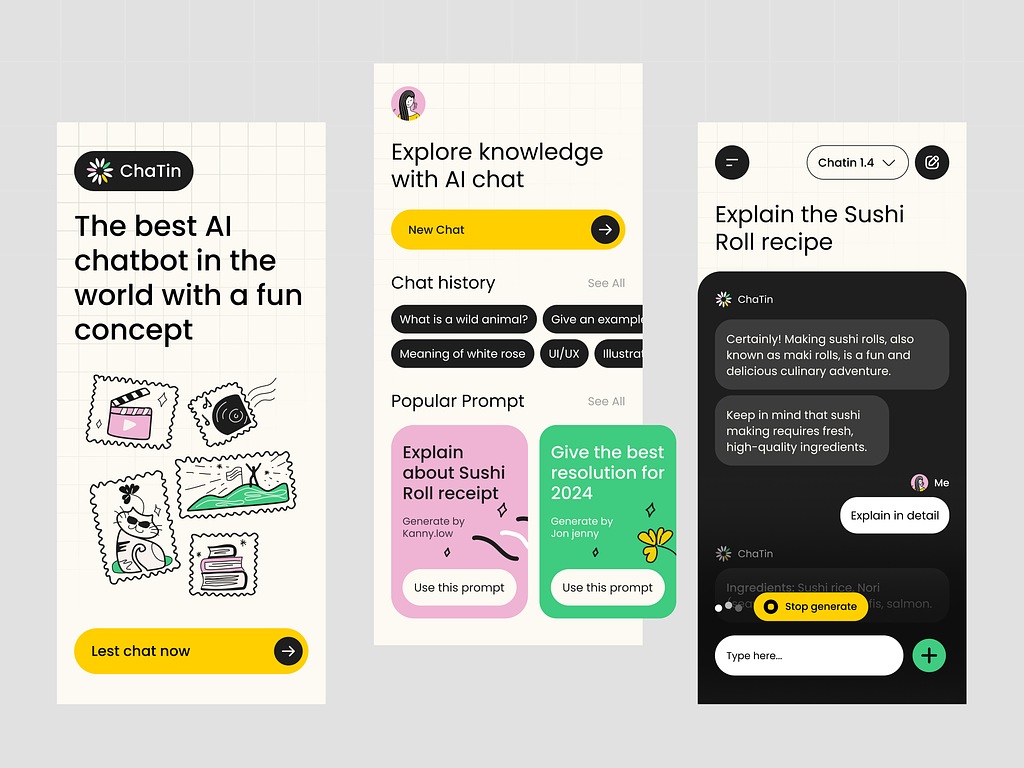 ChaTin
The best AI
chatbot in the
world with a fun
concept
Lest chat now
Explore knowledge
with AI chat
New Chat
Chat history
See All
What is a wild animal?
Give an example
Meaning of white rose
UI/UX
Illustrat
Popular Prompt
See All
Explain
about Sushi
Roll receipt
Generate by
Kanny.low
Use this prompt
Give the best
resolution for
2024
Generate by
Jon jenny
Use this prompt
Chatin 1.4
Explain the Sushi
Roll recipe
ChaTin
Certainly! Making sushi rolls, also
known as maki rolls, is a fun and
delicious culinary adventure.
Keep in mind that sushi
making requires fresh,
high-quality ingredients.
Me
Explain in detail
ChaTin
Ingredients: Sushi rice, Nori
salmon.
Stop generate
Type here...